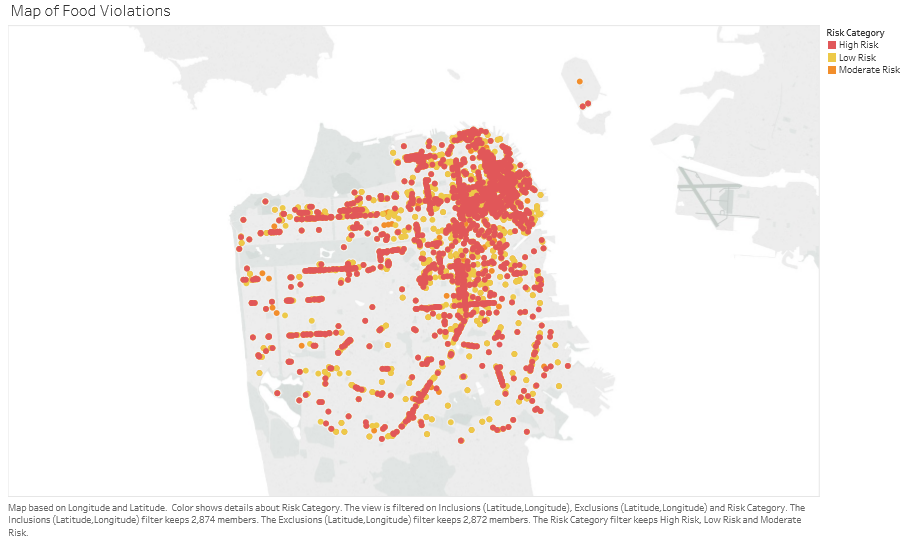 Map of Food Violations
Risk Category
High Risk
Low Risk
Moderate Risk
Map based on Longitude and Latitude.  Color shows details about Risk Category. The view is filtered on Inclusions (Latitude,Longitude), Exclusions (Latitude,Longitude) and Risk Category. The
Inclusions (Latitude,Longitude) filter keeps 2,874 members. The Exclusions (Latitude,Longitude) filter keeps 2,872 members. The Risk Category filter keeps High Risk, Low Risk and Moderate
Risk.